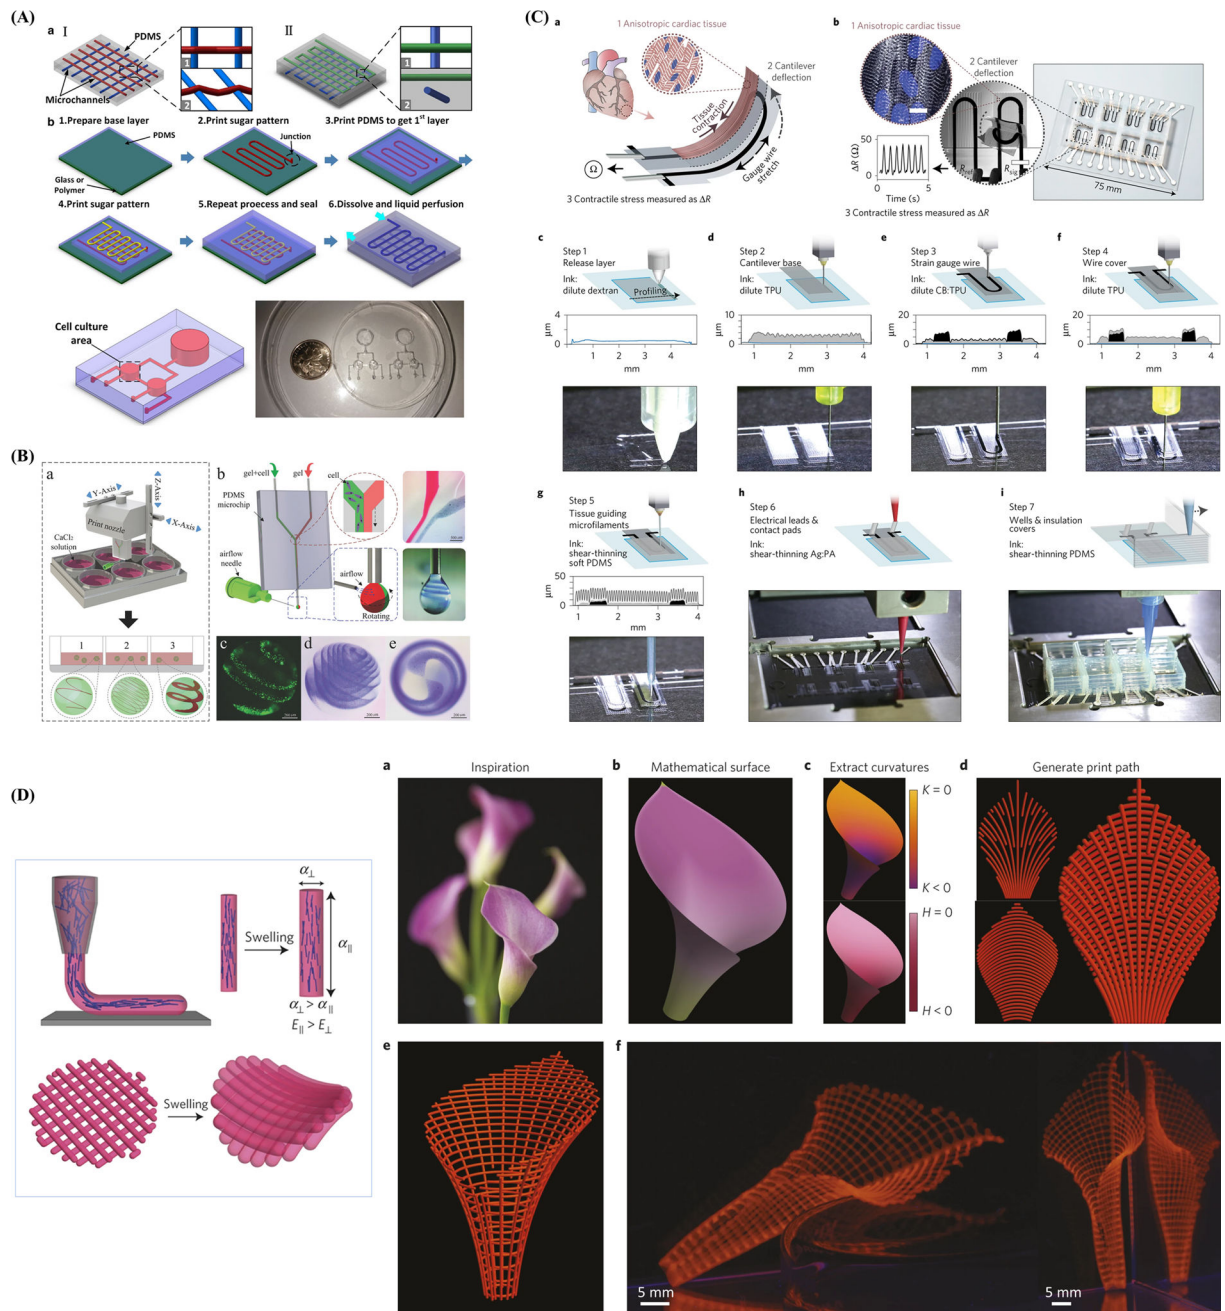 (A)
a
I
PDMS
Microchannels
1
2
II
1
2
b
1.Prepare base layer
PDMS
Glass or
Polymer
2.Print sugar pattern
Junction
3.Print PDMS to get 1st layer
4.Print sugar pattern
5.Repeat proecess and seal
6.Dissolve and liquid perfusion
Cell culture
area
(B)
a
Y-Axis
Z-Axis
X-Axis
Print nozzle
CaCl2
solution
1
2
3
b
gel+cell
gel
cell
PDMS
microchip
airflow
needle
airflow
Rotating
c
d
e
(C)
a
1 Anisotropic cardiac tissue
2 Cantilever
deflection
Tissue
contraction
Gauge wire
stretch
Ω
3 Contractile stress measured as ΔR
b
1 Anisotropic cardiac tissue
2 Cantilever
deflection
ΔR (Ω)
40
0
0
5
Time (s)
Rsig
75 mm
3 Contractile stress measured as ΔR
c
Step 1
Release layer
Ink:
dilute dextran
Profiling
μm
4
2
0
1 2 3 4
mm
d
Step 2
Cantilever base
Ink:
dilute TPU
μm
10
5
0
1 2 3 4
mm
e
Step 3
Strain gauge wire
Ink:
dilute CB:TPU
μm
20
10
0
1 2 3 4
mm
f
Step 4
Wire cover
Ink:
dilute TPU
μm
20
10
0
1 2 3 4
mm
g
Step 5
Tissue guiding
microfilaments
Ink:
shear-thinning
soft PDMS
μm
50
25
0
1 2 3 4
mm
h
Step 6
Electrical leads &
contact pads
Ink:
shear-thinning Ag:PA
i
Step 7
Wells & insulation
covers
Ink:
shear-thinning PDMS
(D)
α⊥
Swelling
α∥
α⊥ > α∥
E∥ > E⊥
Swelling
a
Inspiration
b
Mathematical surface
c
Extract curvatures
K = 0
K < 0
H = 0
H < 0
d
Generate print path
e
f
5 mm
5 mm